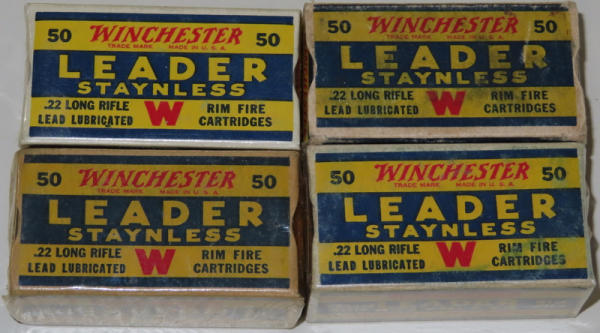 50 WINCHESTER 50
TRADE MARK MADE IN U.S.A.
LEADER
STAYNLESS
.22 LONG RIFLE W RIM FIRE
LEAD LUBRICATED CARTRIDGES
50 WINCHESTER 50
TRADE MARK MADE IN U.S.A.
LEADER
STAYNLESS
.22 LONG RIFLE W RIM FIRE
LEAD LUBRICATED CARTRIDGES
50 WINCHESTER 50
TRADE MARK MADE IN U.S.A.
LEADER
STAYNLESS
.22 LONG RIFLE W RIM FIRE
LEAD LUBRICATED CARTRIDGES
50 WINCHESTER 50
TRADE MARK MADE IN U.S.A.
LEADER
STAYNLESS
.22 LONG RIFLE W RIM FIRE
LEAD LUBRICATED CARTRIDGES